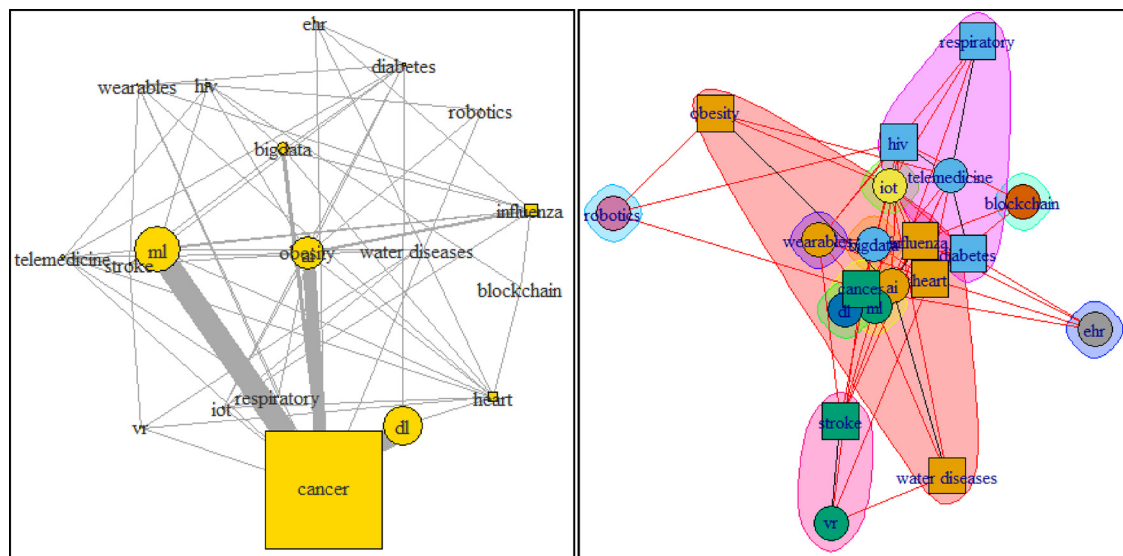 ehr
diabetes
wearables
hiv
robotics
bigdata
influenza
ml
obesity
water diseases
telemedicine
stroke
blockchain
respiratory
iot
heart
vr
dl
cancer
respiratory
obesity
hiv
telemedicine
iot
blockchain
robotics
wearables
bigdata
influenza
diabetes
heart
cancer
ai
dl
ml
ehr
stroke
water diseases
vr